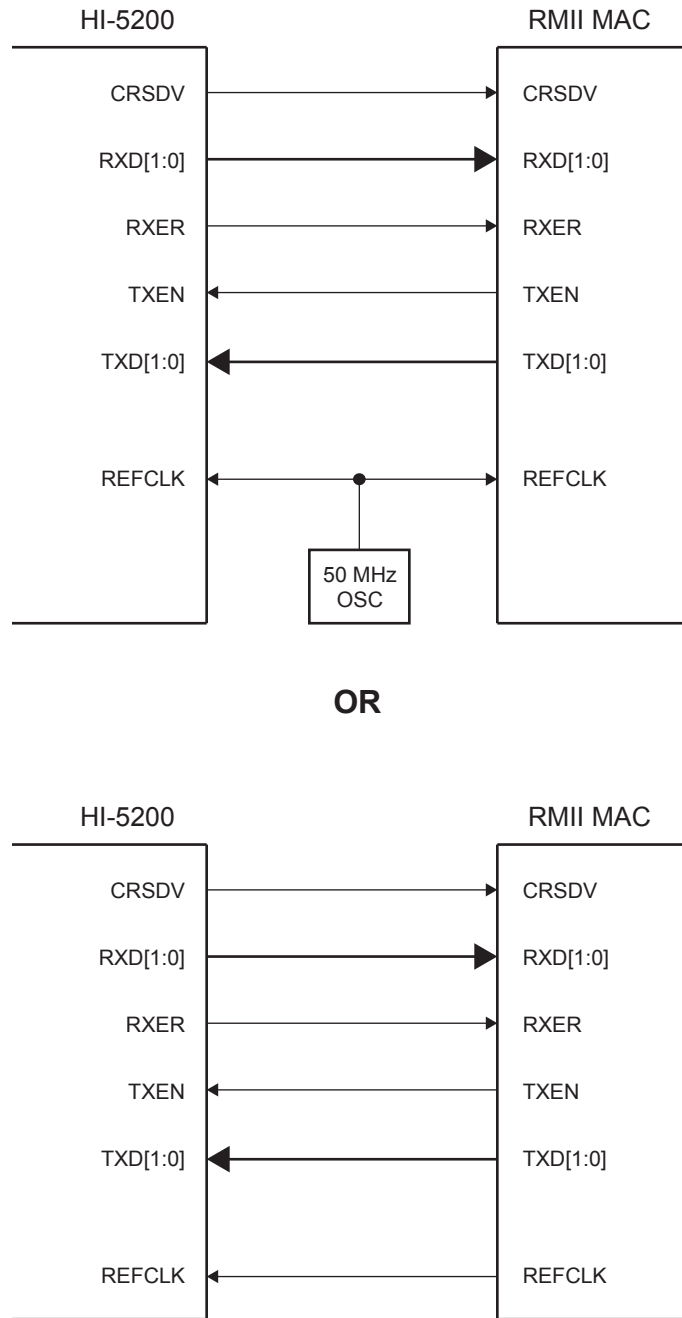 HI-5200 RMII MAC
CRSDV CRSDV
RXD[1:0] RXD[1:0]
RXER RXER
TXEN TXEN
TXD[1:0] TXD[1:0]
REFCLK REFCLK
50 MHz
OSC
OR
HI-5200 RMII MAC
CRSDV CRSDV
RXD[1:0] RXD[1:0]
RXER RXER
TXEN TXEN
TXD[1:0] TXD[1:0]
REFCLK REFCLK